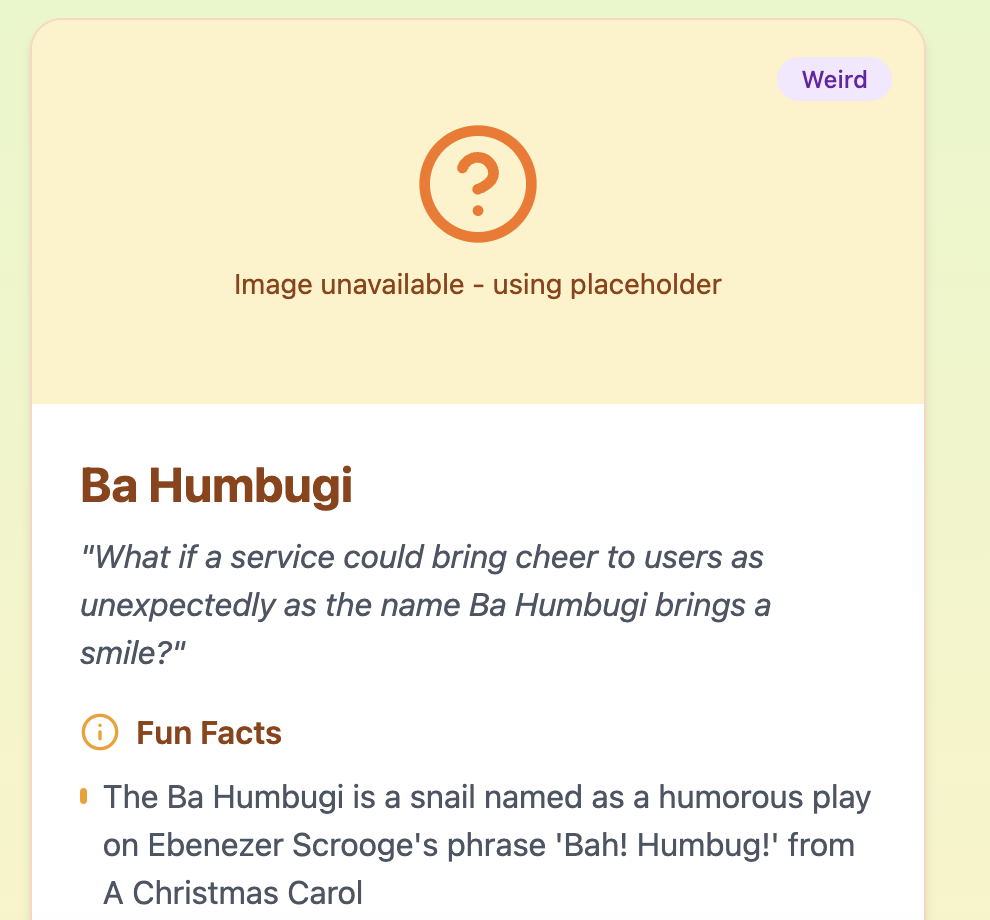 Weird
Image unavailable - using placeholder
Ba Humbugi
"What if a service could bring cheer to users as
unexpectedly as the name Ba Humbugi brings a
smile?"
Fun Facts
The Ba Humbugi is a snail named as a humorous play
on Ebenezer Scrooge's phrase 'Bah! Humbug!' from
A Christmas Carol